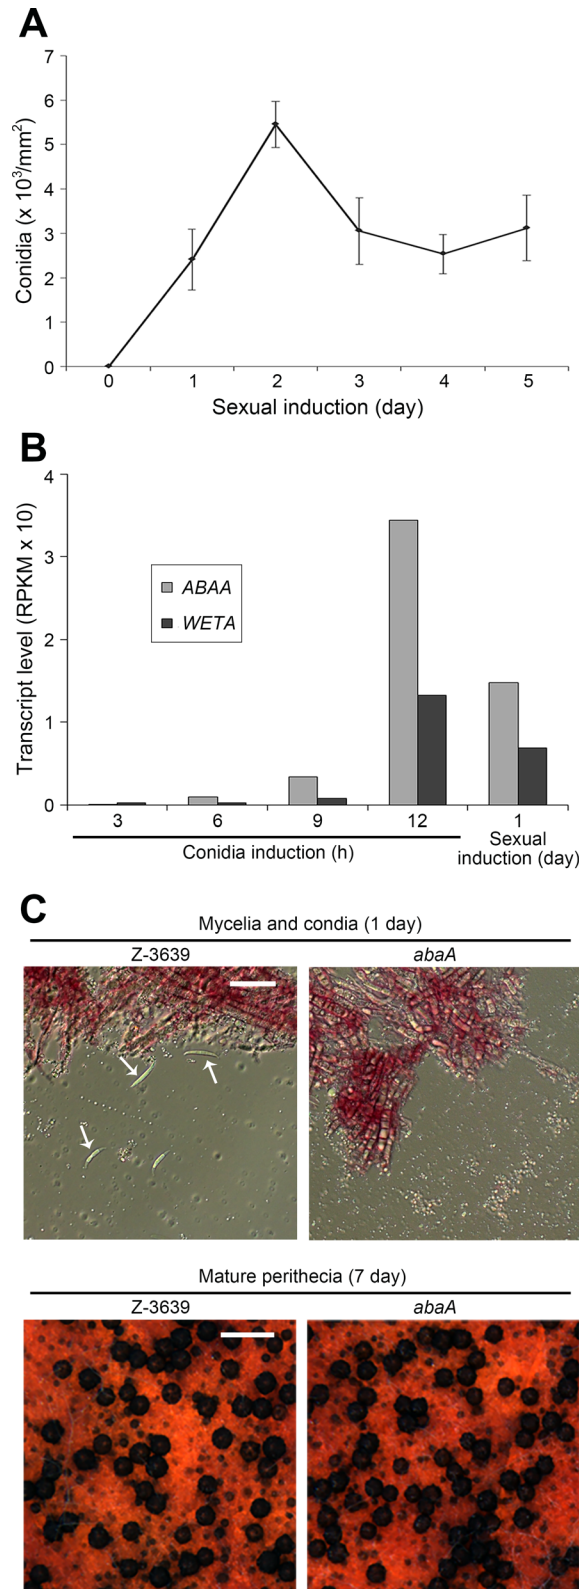 A
7
6
5
4
3
2
1
0
Conidia (x 10³/mm²)
0 1 2 3 4 5
Sexual induction (day)
B
4
3
2
1
0
Transcript level (RPKM x 10)
ABAA
WETA
3 6 9 12 1
Conidia induction (h)
Sexual
induction (day)
C
Mycelia and condia (1 day)
Z-3639 abaA
Mature perithecia (7 day)
Z-3639 abaA